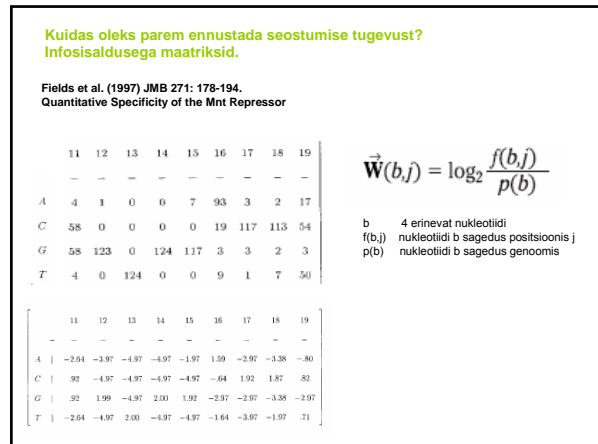 Kuidas oleks parem ennustada seostumise tugevust?
Infosisaldusega maatriksid.
Fields et al. (1997) JMB 271: 178-194.
Quantitative Specificity of the Mnt Repressor
11 12 13 14 15 16 17 18 19
– – – – – – – – –
A 4 1 0 0 7 93 3 2 17
C 58 0 0 0 0 19 117 113 54
G 58 123 0 124 117 3 3 2 3
T 4 0 124 0 0 9 1 7 50
W(b,j) = log2 f(b,j) / p(b)
b 4 erinevat nukleotiidi
f(b,j) nukleotiidi b sagedus positsioonis j
p(b) nukleotiidi b sagedus genoomis
11 12 13 14 15 16 17 18 19
– – – – – – – – – –
A | −2.64 −3.97 −4.97 −4.97 −1.97 1.59 −2.97 −3.38 −.80
C | .92 −4.97 −4.97 −4.97 −4.97 −.64 1.92 1.87 .82
G | .92 1.99 −4.97 2.00 1.92 −2.97 −2.97 −3.38 −2.97
T | −2.64 −4.97 2.00 −4.97 −4.97 −1.64 −3.97 −1.97 .71